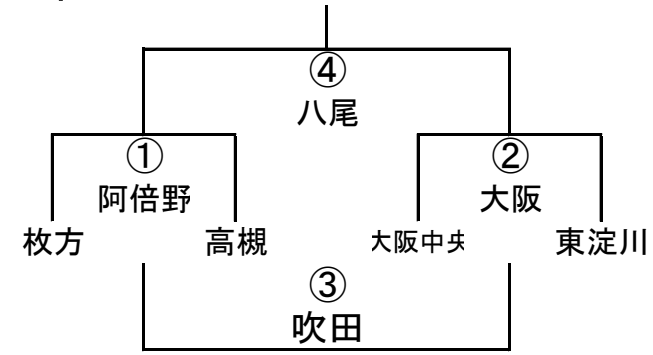 ④
八尾
① ②
阿倍野 大阪
枚方 高槻 大阪中央 東淀川
③
吹田